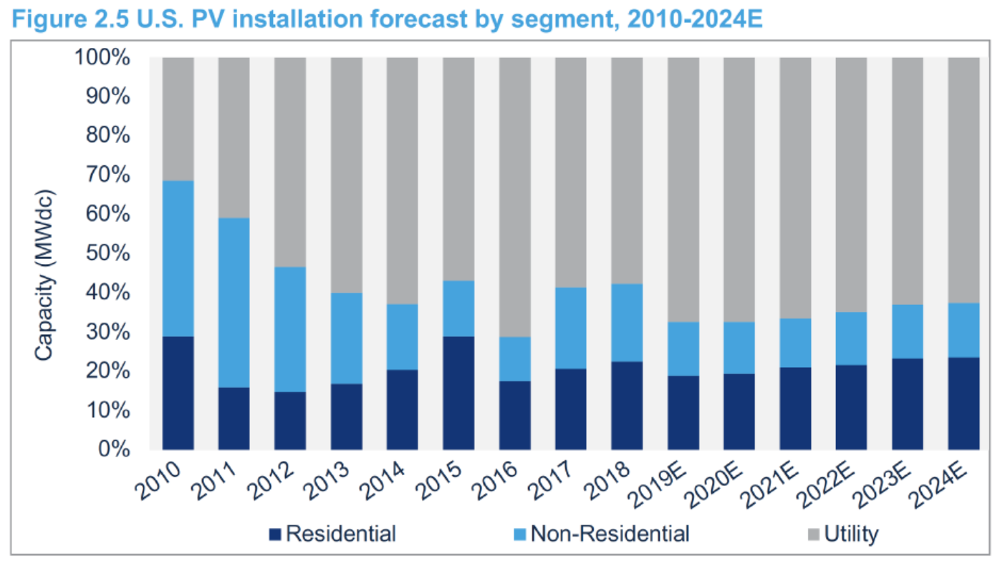 Figure 2.5 U.S. PV installation forecast by segment, 2010-2024E
100%
90%
80%
70%
60%
50%
40%
30%
20%
10%
0%
Capacity (MWdc)
2010 2011 2012 2013 2014 2015 2016 2017 2018 2019E 2020E 2021E 2022E 2023E 2024E
Residential Non-Residential Utility